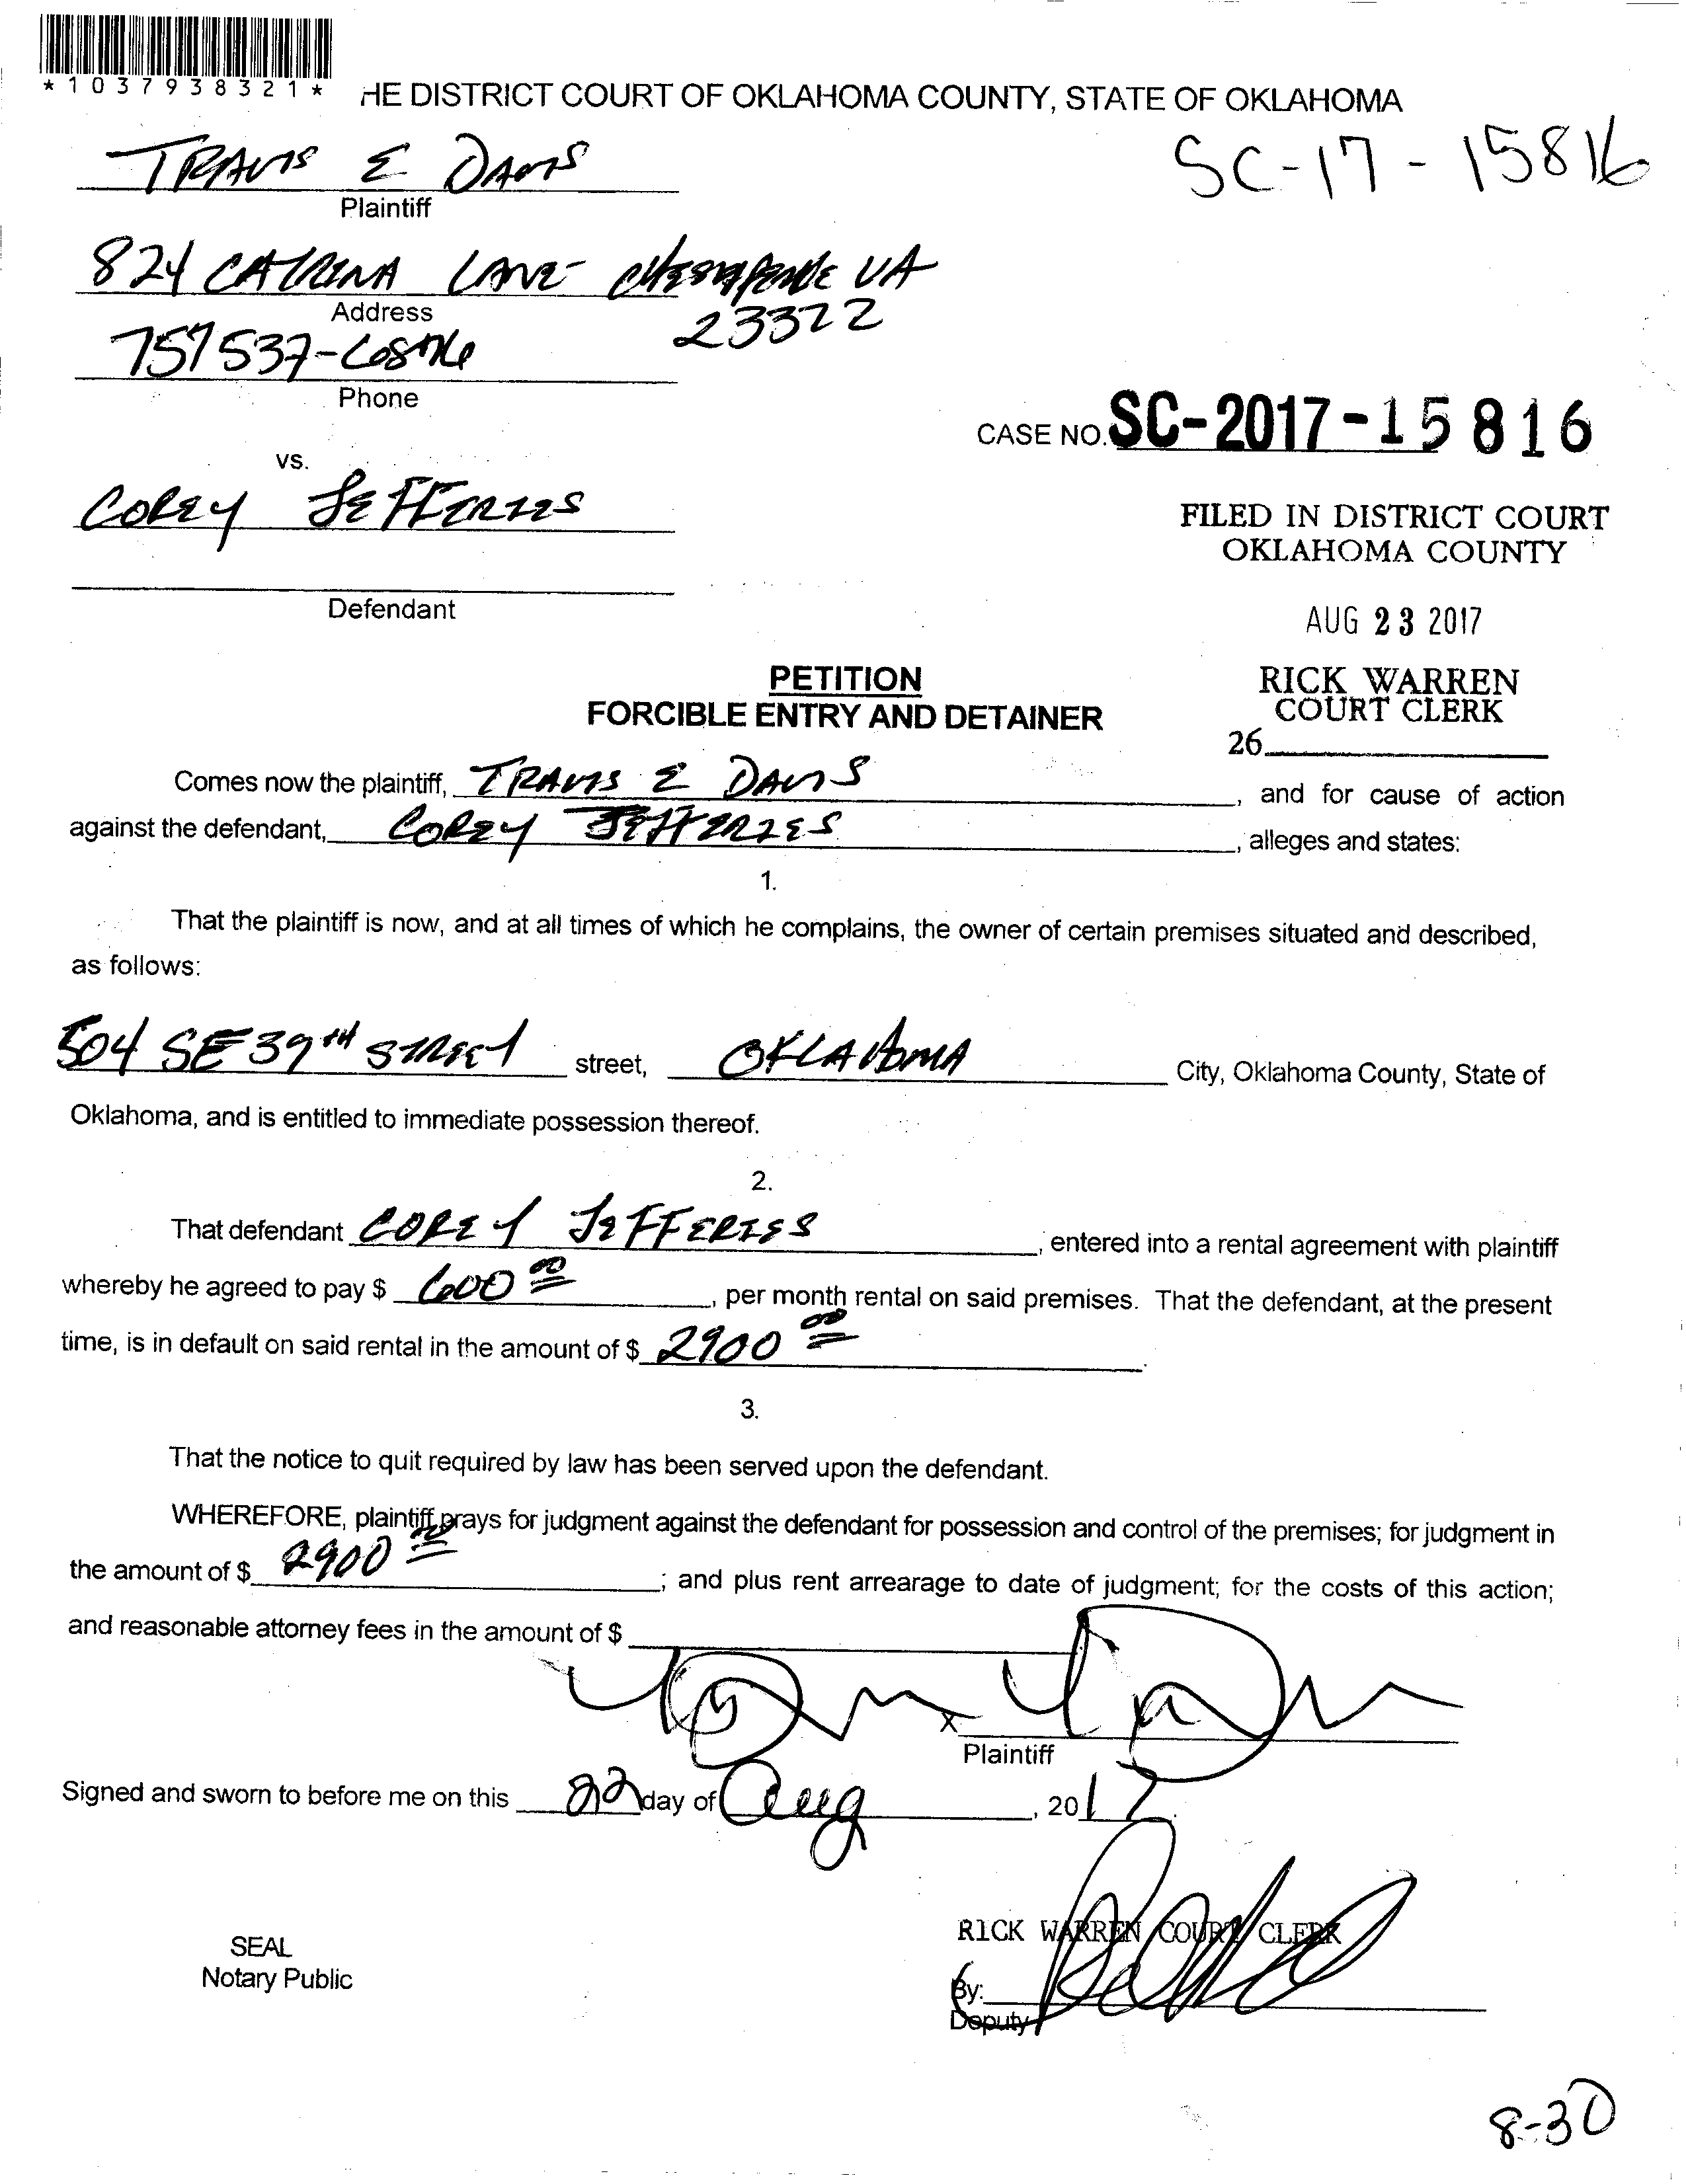 *1037938321*
HE DISTRICT COURT OF OKLAHOMA COUNTY, STATE OF OKLAHOMA
TRAVIS E DAVIS
SC-17-15816
Plaintiff
824 CATRINA LANE CHESAPEAKE VA
Address
23322
757 537-
Phone
CASE NO. SC-2017-15816
vs.
COREY JEFFERIES
FILED IN DISTRICT COURT
OKLAHOMA COUNTY
Defendant
AUG 23 2017
PETITION
FORCIBLE ENTRY AND DETAINER
RICK WARREN
COURT CLERK
26
Comes now the plaintiff, TRAVIS E DAVIS, and for cause of action
against the defendant, COREY JEFFERIES, alleges and states:
1.
That the plaintiff is now, and at all times of which he complains, the owner of certain premises situated and described,
as follows:
504 SE 39TH STREET street, OKLAHOMA City, Oklahoma County, State of
Oklahoma, and is entitled to immediate possession thereof.
2.
That defendant COREY JEFFERIES, entered into a rental agreement with plaintiff
whereby he agreed to pay $ 600 00, per month rental on said premises. That the defendant, at the present
time, is in default on said rental in the amount of $ 2900 00.
3.
That the notice to quit required by law has been served upon the defendant.
WHEREFORE, plaintiff prays for judgment against the defendant for possession and control of the premises; for judgment in
the amount of $ 2900 00; and plus rent arrearage to date of judgment; for the costs of this action;
and reasonable attorney fees in the amount of $
X
Plaintiff
Signed and sworn to before me on this 22 day of Aug, 2017.
RICK WARREN COURT CLERK
SEAL
Notary Public
By:
Deputy
8-30